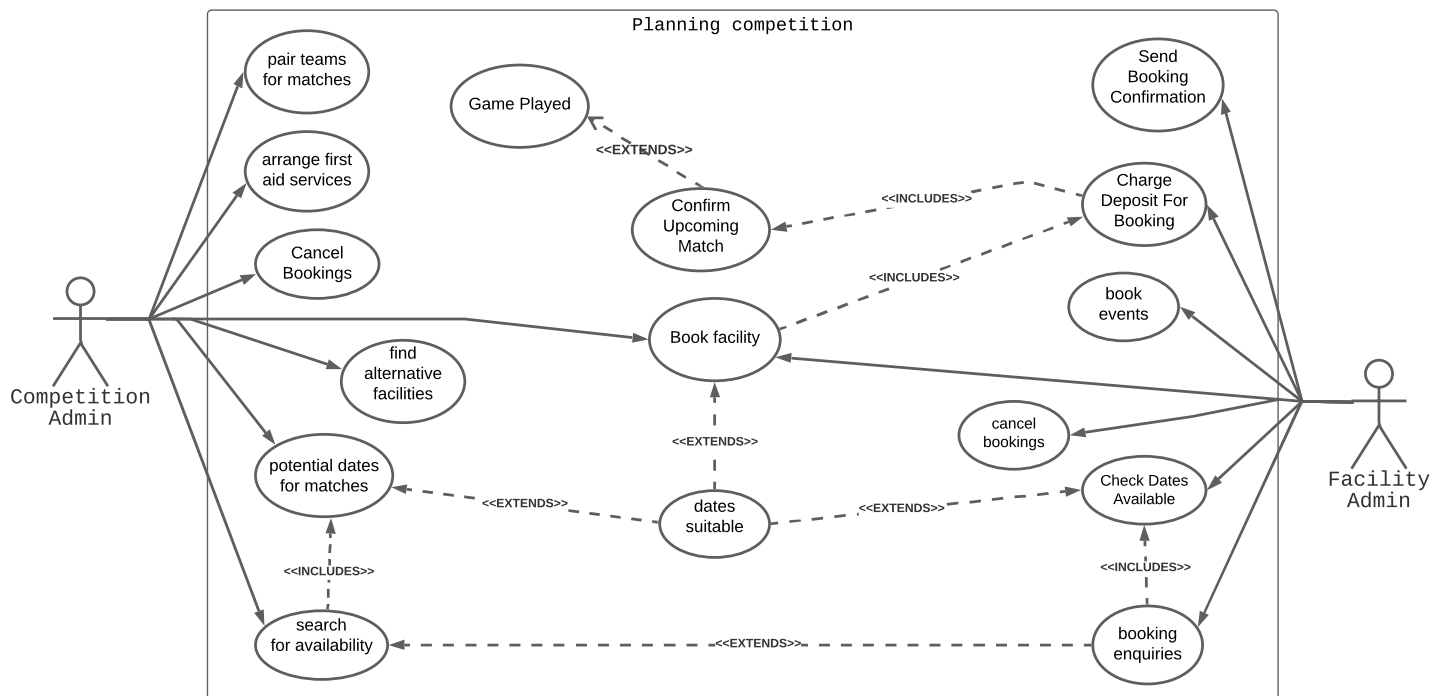 Planning competition
pair teams
for matches
Game Played
Send
Booking
Confirmation
<<EXTENDS>>
arrange first
aid services
Confirm
Upcoming
Match
<<INCLUDES>>
Charge
Deposit For
Booking
Cancel
Bookings
<<INCLUDES>>
book
events
Book facility
find
alternative
facilities
Competition
Admin
cancel
bookings
<<EXTENDS>>
potential dates
for matches
Check Dates
Available
Facility
Admin
<<EXTENDS>>
dates
suitable
<<EXTENDS>>
<<INCLUDES>>
<<INCLUDES>>
search
for availability
<<EXTENDS>>
booking
enquiries